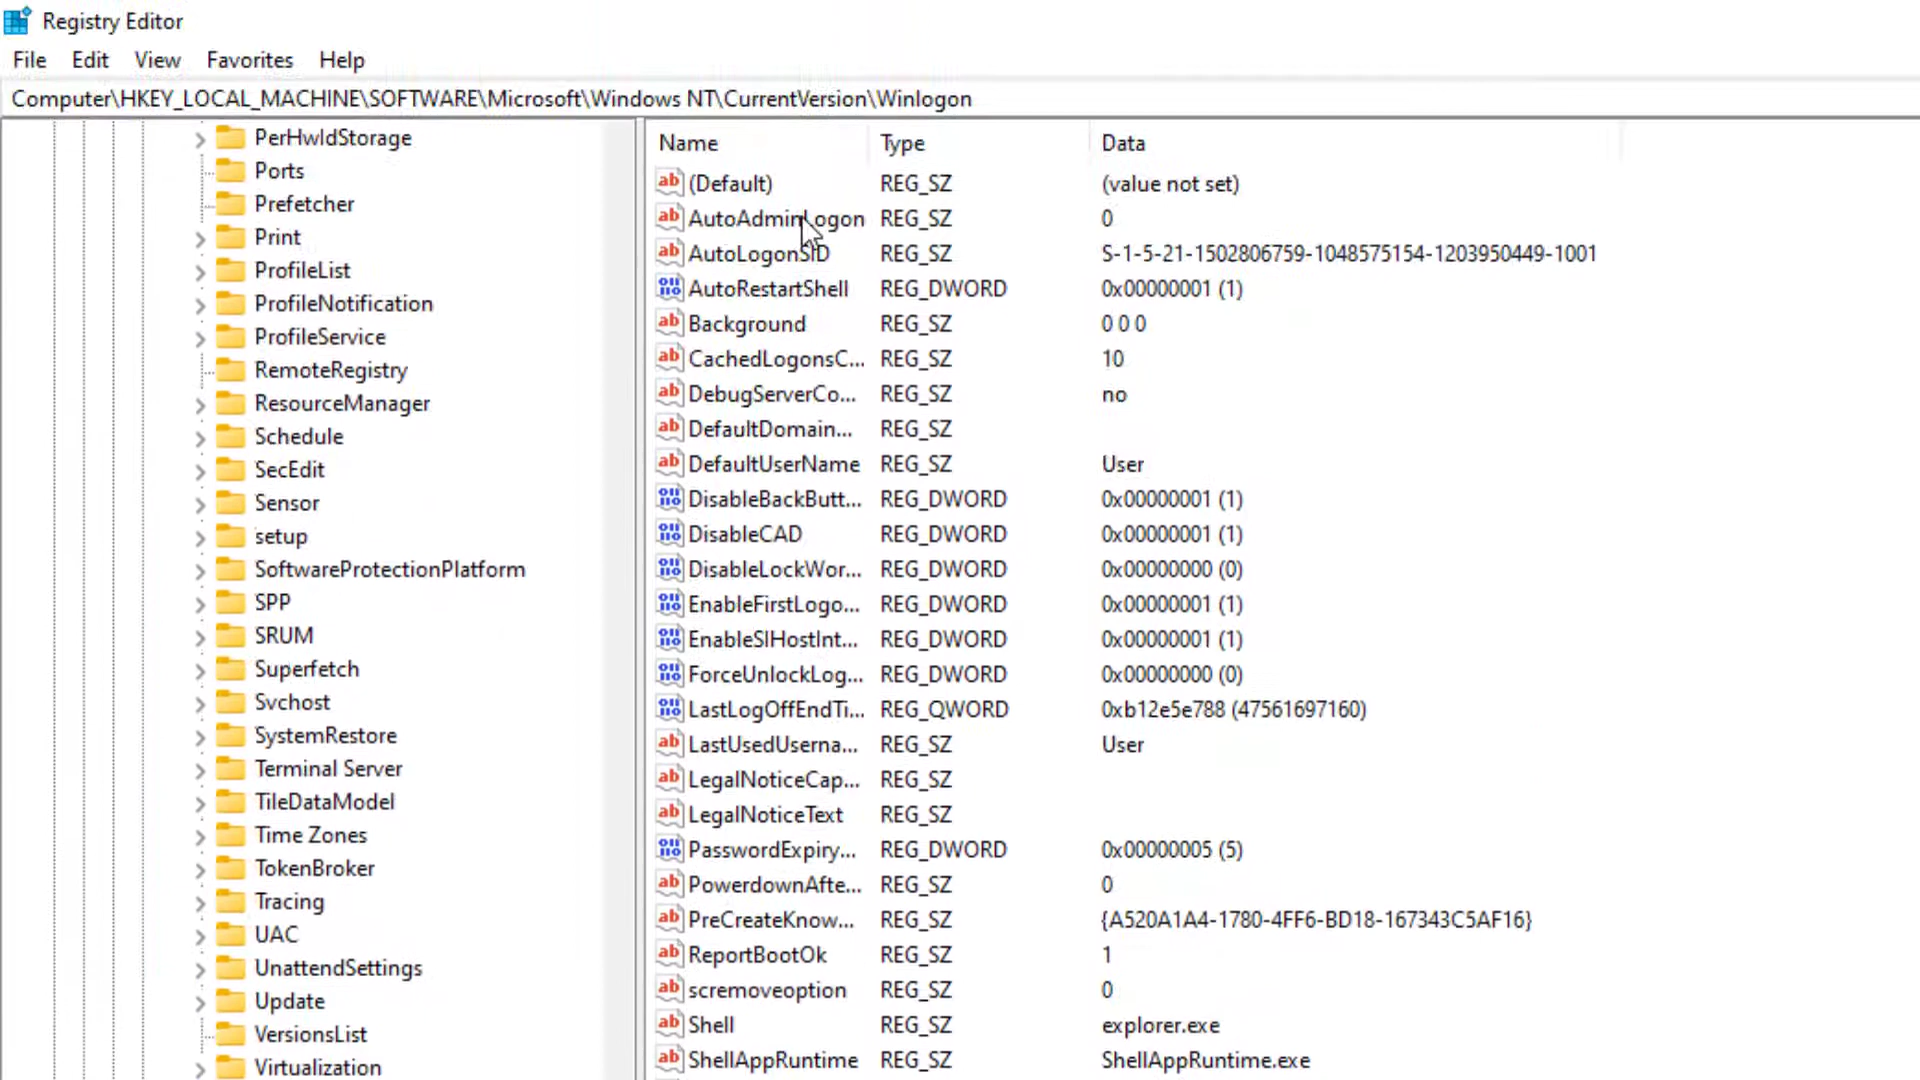 Registry Editor
File Edit View Favorites Help
Computer\HKEY_LOCAL_MACHINE\SOFTWARE\Microsoft\Windows NT\CurrentVersion\Winlogon
PerHwIdStorage
Ports
Prefetcher
Print
ProfileList
ProfileNotification
ProfileService
RemoteRegistry
ResourceManager
Schedule
SecEdit
Sensor
setup
SoftwareProtectionPlatform
SPP
SRUM
Superfetch
Svchost
SystemRestore
Terminal Server
TileDataModel
Time Zones
TokenBroker
Tracing
UAC
UnattendSettings
Update
VersionsList
Virtualization
Name Type Data
(Default) REG_SZ (value not set)
AutoAdminLogon REG_SZ 0
AutoLogonSID REG_SZ S-1-5-21-1502806759-1048575154-1203950449-1001
AutoRestartShell REG_DWORD 0x00000001 (1)
Background REG_SZ 0 0 0
CachedLogonsC... REG_SZ 10
DebugServerCo... REG_SZ no
DefaultDomain... REG_SZ
DefaultUserName REG_SZ User
DisableBackButt... REG_DWORD 0x00000001 (1)
DisableCAD REG_DWORD 0x00000001 (1)
DisableLockWor... REG_DWORD 0x00000000 (0)
EnableFirstLogo... REG_DWORD 0x00000001 (1)
EnableSIHostInt... REG_DWORD 0x00000001 (1)
ForceUnlockLog... REG_DWORD 0x00000000 (0)
LastLogOffEndTi... REG_QWORD 0xb12e5e788 (47561697160)
LastUsedUserna... REG_SZ User
LegalNoticeCap... REG_SZ
LegalNoticeText REG_SZ
PasswordExpiry... REG_DWORD 0x00000005 (5)
PowerdownAfte... REG_SZ 0
PreCreateKnow... REG_SZ {A520A1A4-1780-4FF6-BD18-167343C5AF16}
ReportBootOk REG_SZ 1
scremoveoption REG_SZ 0
Shell REG_SZ explorer.exe
ShellAppRuntime REG_SZ ShellAppRuntime.exe